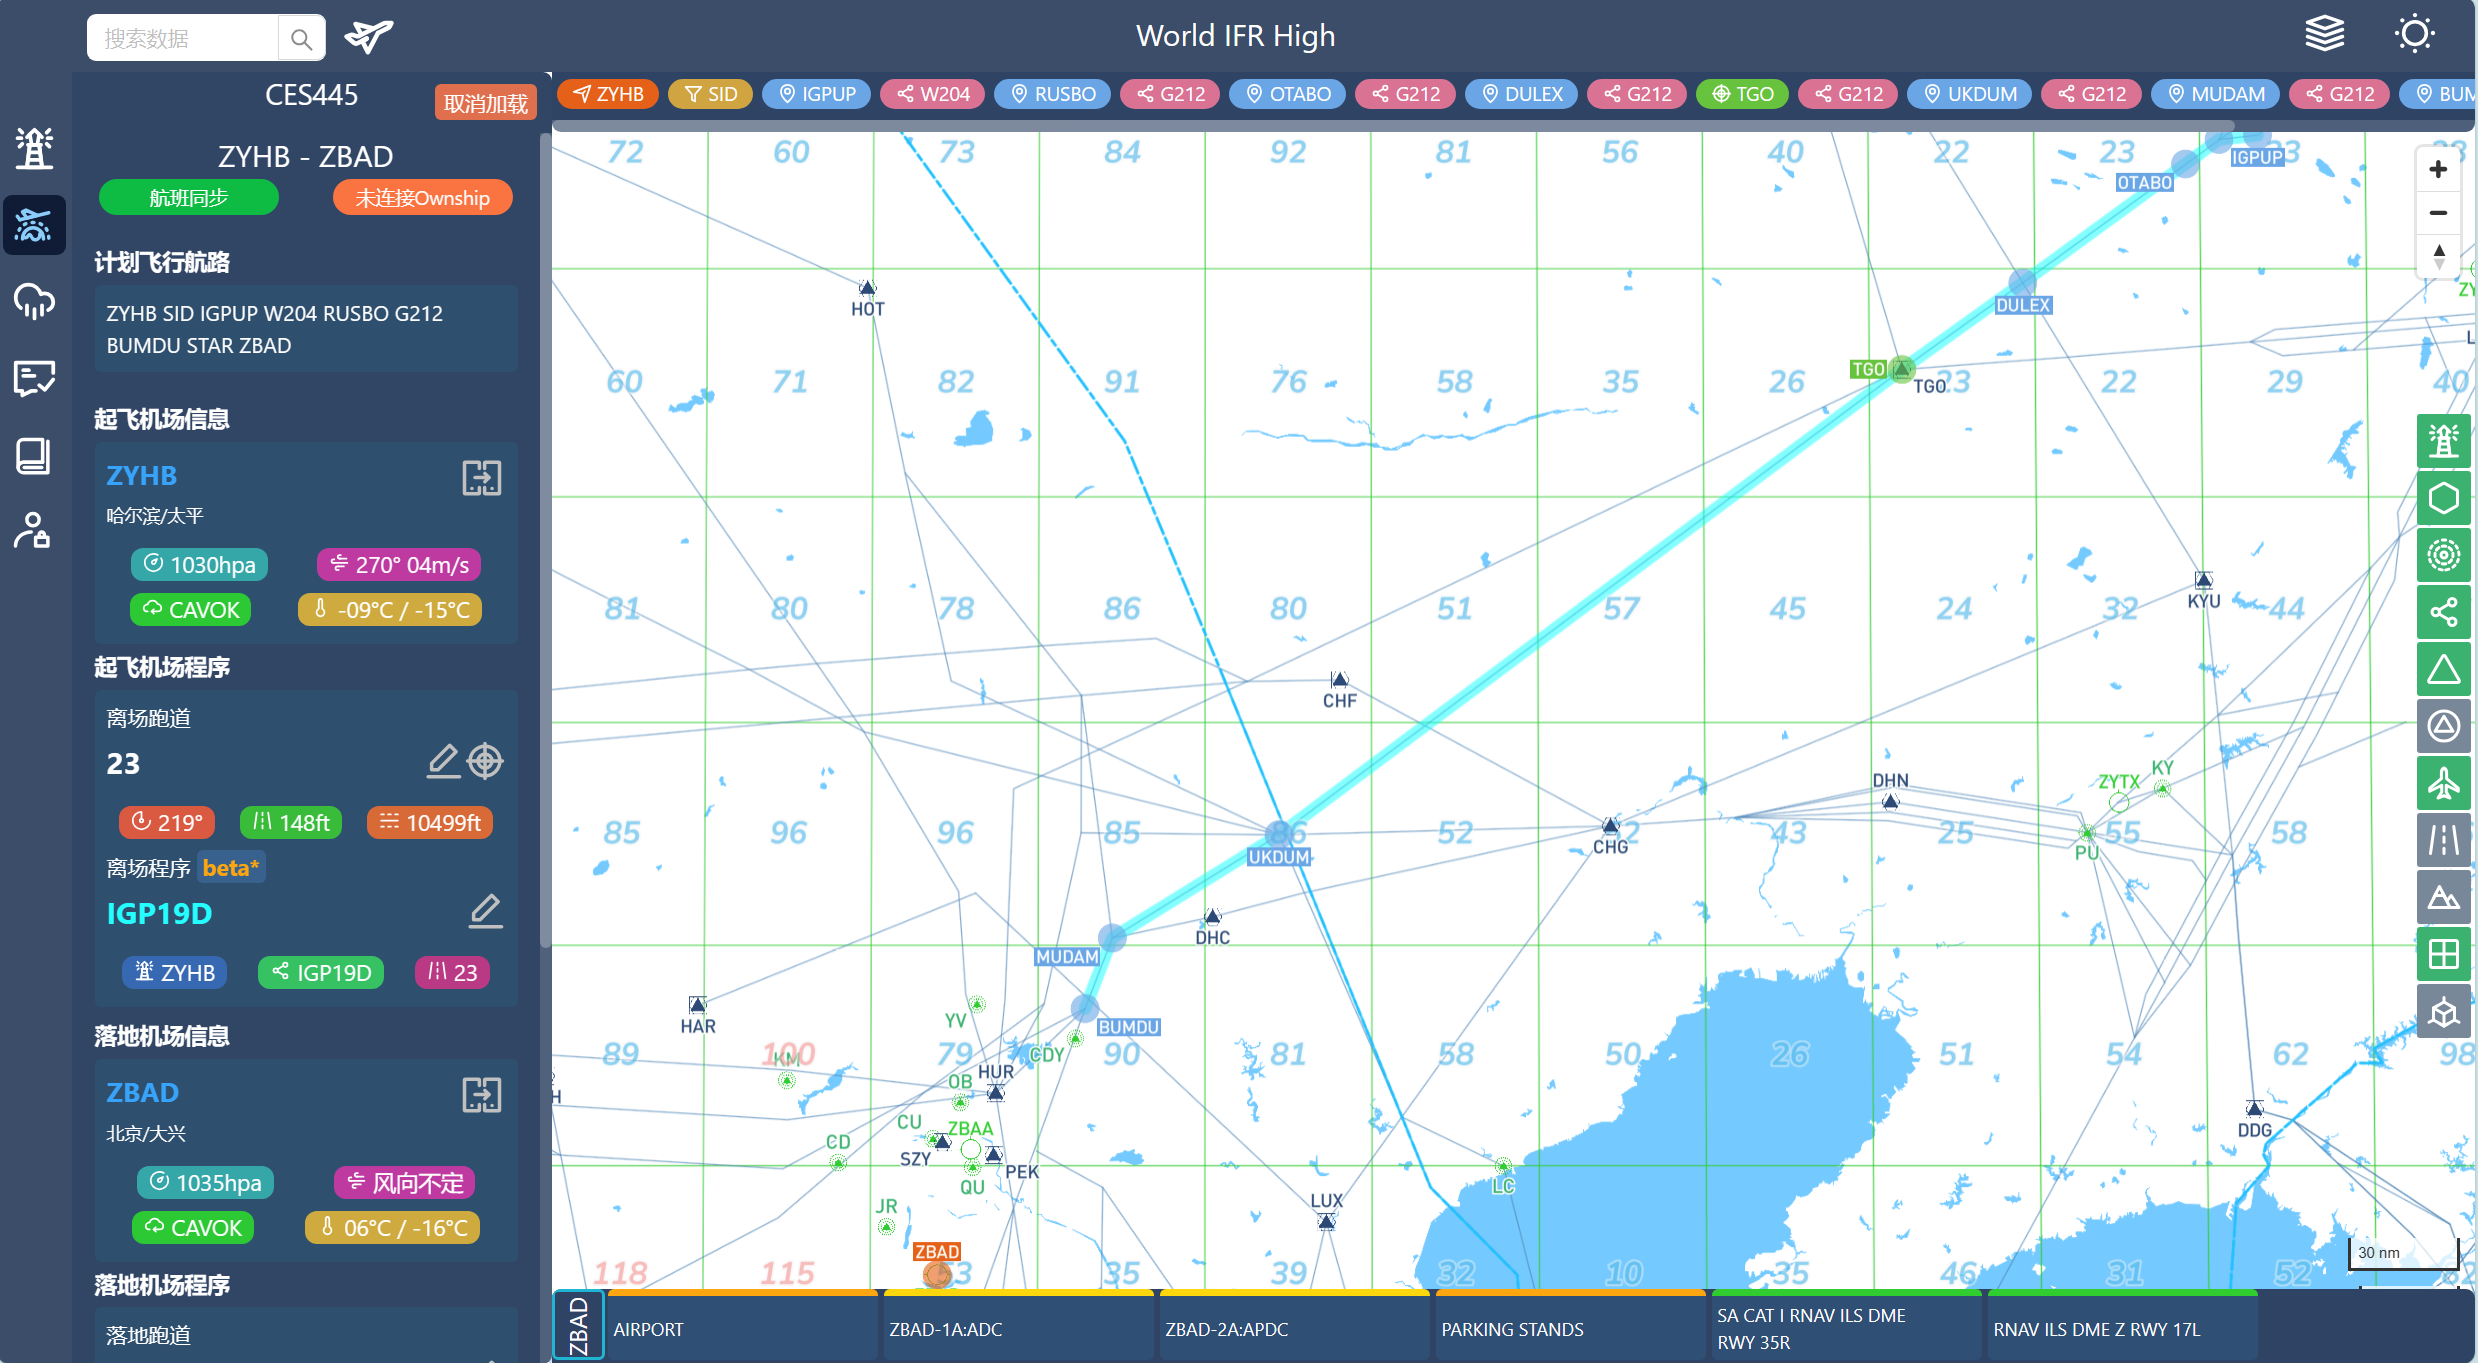 搜索数据
World IFR High
CES445
取消加载
ZYHB SID IGPUP W204 RUSBO G212 OTABO G212 DULEX G212 TGO G212 UKDUM G212 MUDAM G212 BUM
ZYHB - ZBAD
航班同步
未连接Ownship
计划飞行航路
ZYHB SID IGPUP W204 RUSBO G212
BUMDU STAR ZBAD
起飞机场信息
ZYHB
哈尔滨/太平
1030hpa
270° 04m/s
CAVOK
-09°C / -15°C
起飞机场程序
离场跑道
23
219°
148ft
10499ft
离场程序 beta*
IGP19D
ZYHB
IGP19D
23
落地机场信息
ZBAD
北京/大兴
1035hpa
风向不定
CAVOK
06°C / -16°C
落地机场程序
落地跑道
72 60 73 84 92 81 56 40 22 23
IGPUP
OTABO
HOT
DULEX
60 71 82 91 76 58 35 26 23 22 29 40
TGO
TGO
81 80 78 86 80 51 57 45 24 32 44
KYU
CHF
DHN
ZYTX
KY
85 96 96 85 86 52 42 43 25 55 58
UKDUM
CHG
PU
DHC
MUDAM
HAR
YV
BUMDU
89 100 79 90 81 58 50 26 51 54 62 98
KM
CDY
HUR
OB
CU
ZBAA
CD
SZY
PEK
QU
DDG
LC
JR
LUX
ZBAD
118 115 35 39 32 10 35 46 31 52
30 nm
ZBAD
AIRPORT
ZBAD-1A:ADC
ZBAD-2A:APDC
PARKING STANDS
SA CAT I RNAV ILS DME
RWY 35R
RNAV ILS DME Z RWY 17L